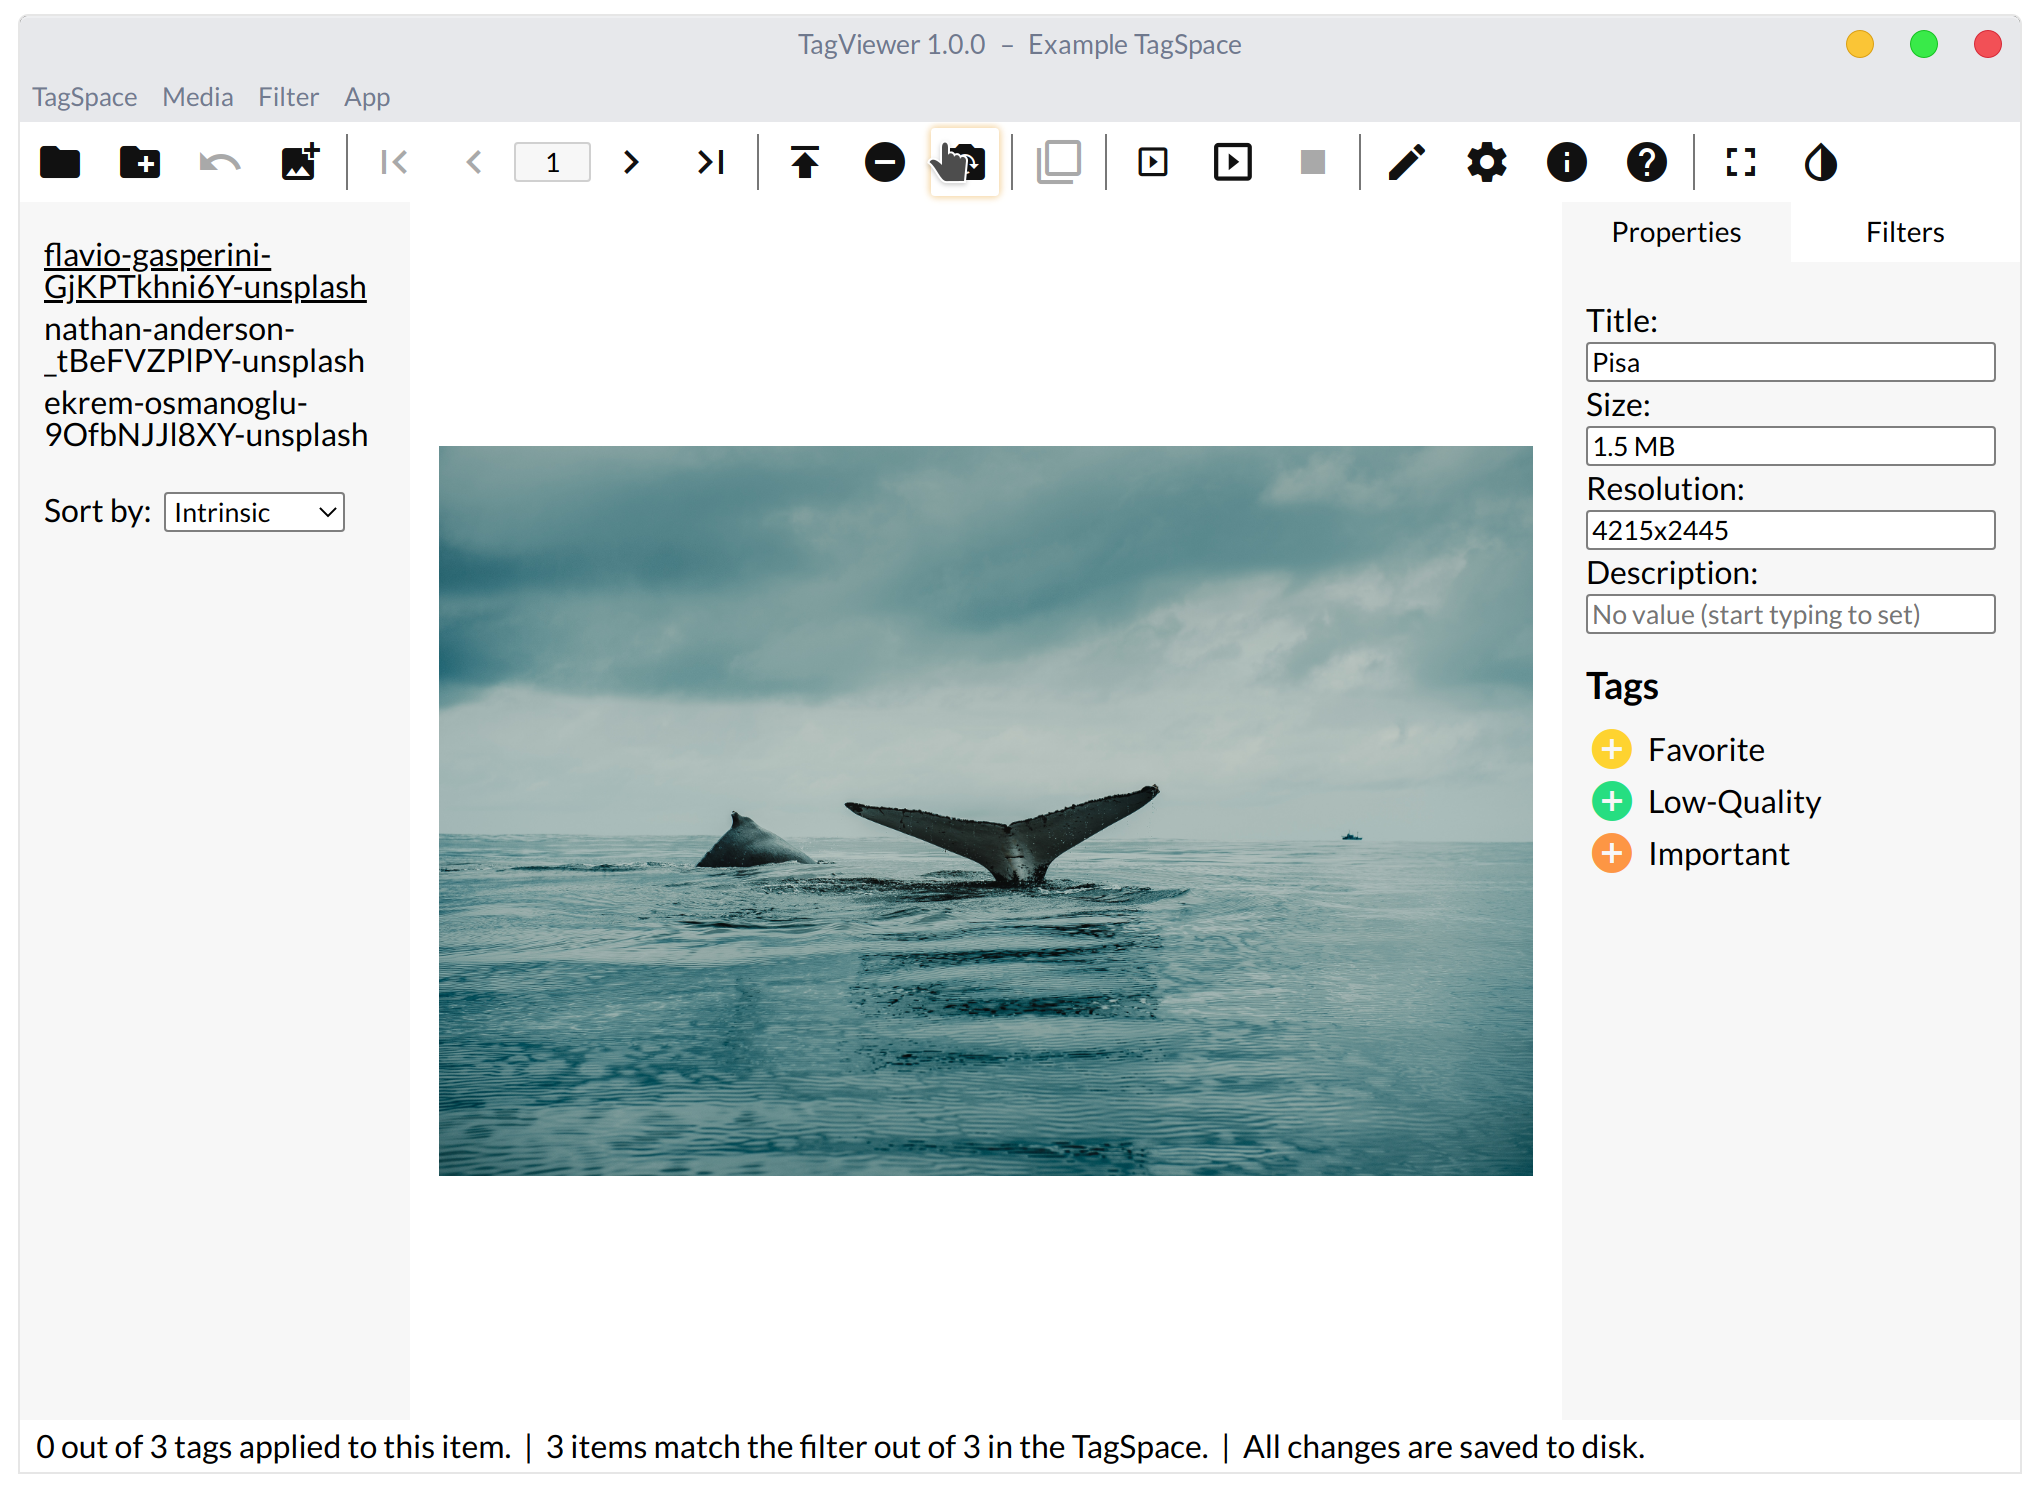 TagViewer 1.0.0 – Example TagSpace
TagSpace Media Filter App
1
flavio-gasperini-
GjKPTkhni6Y-unsplash
nathan-anderson-
_tBeFVZPlPY-unsplash
ekrem-osmanoglu-
9OfbNJJl8XY-unsplash
Sort by: Intrinsic
Properties Filters
Title:
Pisa
Size:
1.5 MB
Resolution:
4215x2445
Description:
No value (start typing to set)
Tags
Favorite
Low-Quality
Important
0 out of 3 tags applied to this item. | 3 items match the filter out of 3 in the TagSpace. | All changes are saved to disk.